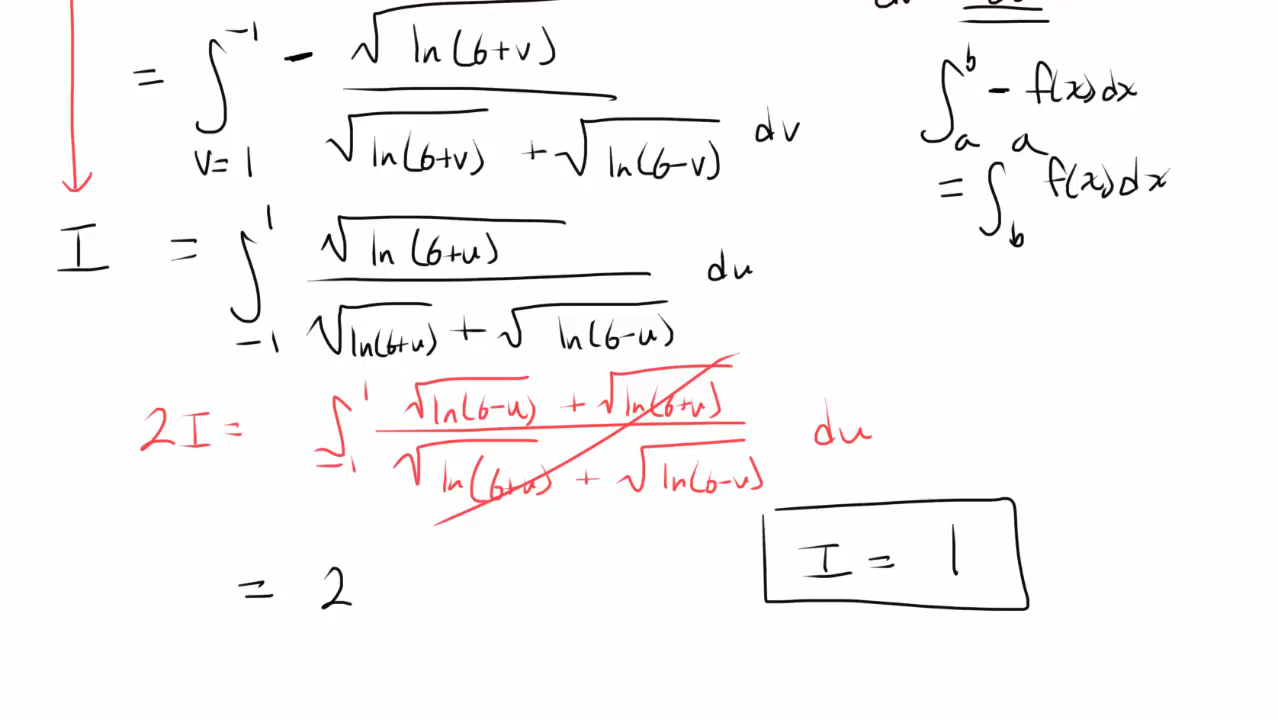 = ∫_{v=1}^{-1} - √(ln(6+v)) / (√(ln(6+v)) + √(ln(6-v))) dv
∫_a^b - f(x)dx
= ∫_b^a f(x)dx
I = ∫_{-1}^{1} √(ln(6+u)) / (√(ln(6+u)) + √(ln(6-u))) du
2I = ∫_{-1}^{1} (√(ln(6-u)) + √(ln(6+u))) / (√(ln(6+u)) + √(ln(6-u))) du
= 2
I = 1